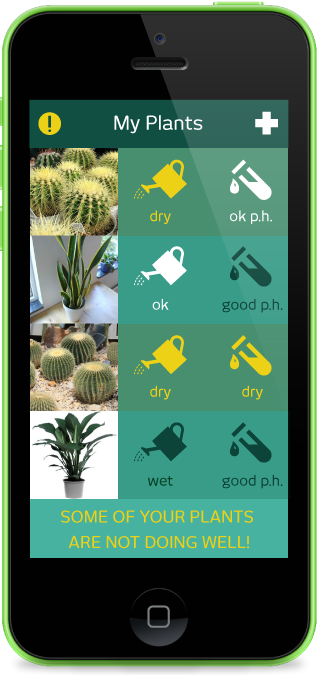 My Plants
dry
ok p.h.
ok
good p.h.
dry
dry
wet
good p.h.
SOME OF YOUR PLANTS
ARE NOT DOING WELL!